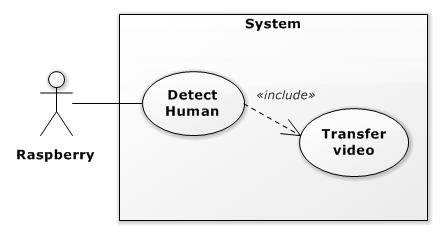 System
Detect
Human
«include»
Transfer
video
Raspberry